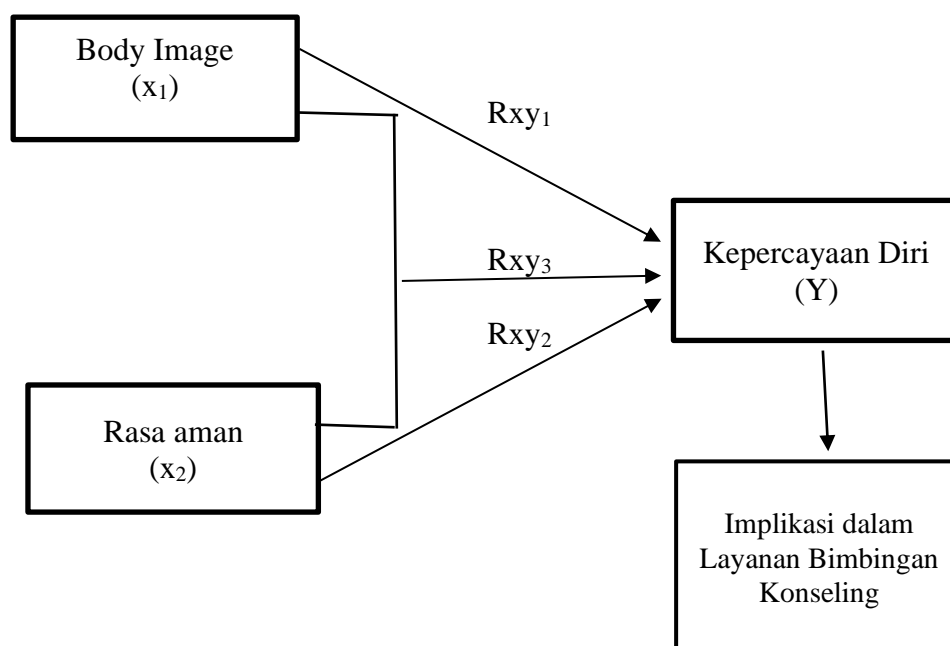 Body Image
(x₁)
Rxy₁
Kepercayaan Diri
(Y)
Rxy₃
Rxy₂
Rasa aman
(x₂)
Implikasi dalam
Layanan Bimbingan
Konseling